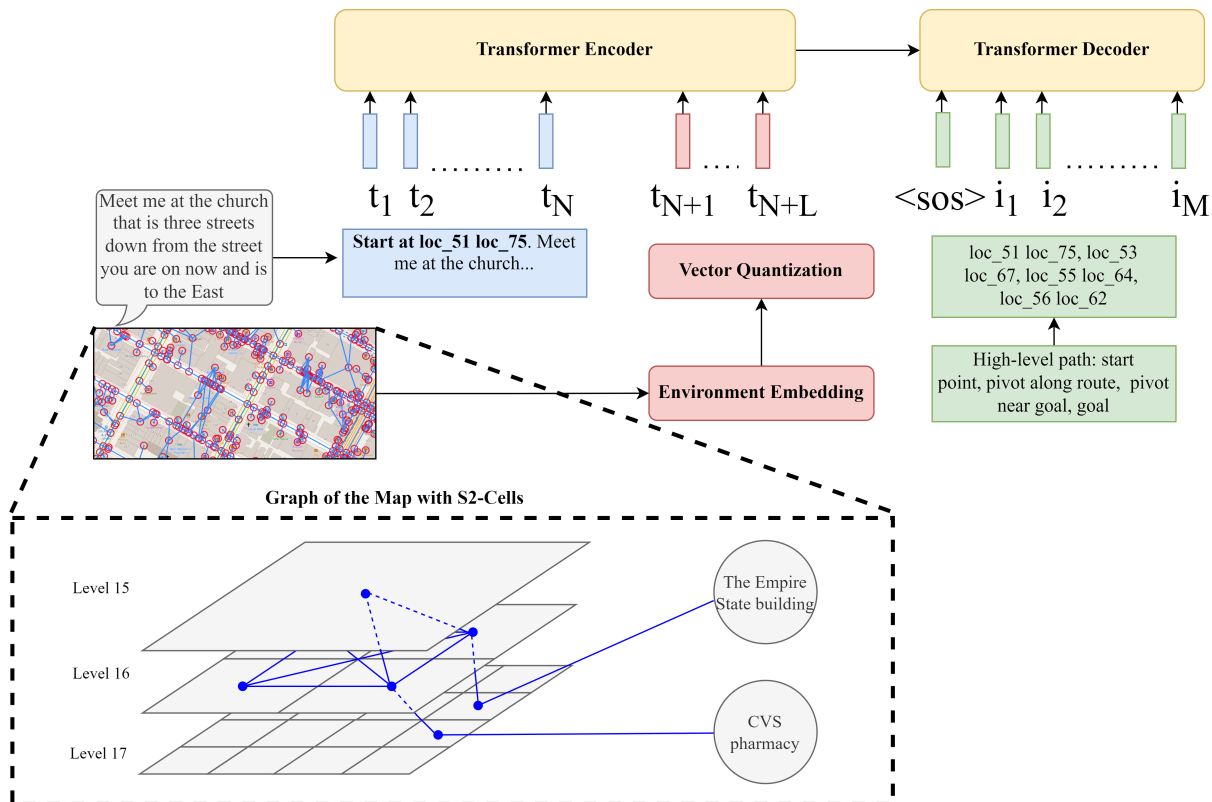 Transformer Encoder
Transformer Decoder
t1 t2 ......... tN tN+1 .... tN+L <sos> i1 i2 ......... iM
Meet me at the church
that is three streets
down from the street
you are on now and is
to the East
Start at loc_51 loc_75. Meet
me at the church...
Vector Quantization
Environment Embedding
loc_51 loc_75, loc_53
loc_67, loc_55 loc_64,
loc_56 loc_62
High-level path: start
point, pivot along route, pivot
near goal, goal
Graph of the Map with S2-Cells
Level 15
Level 16
Level 17
The Empire
State building
CVS
pharmacy